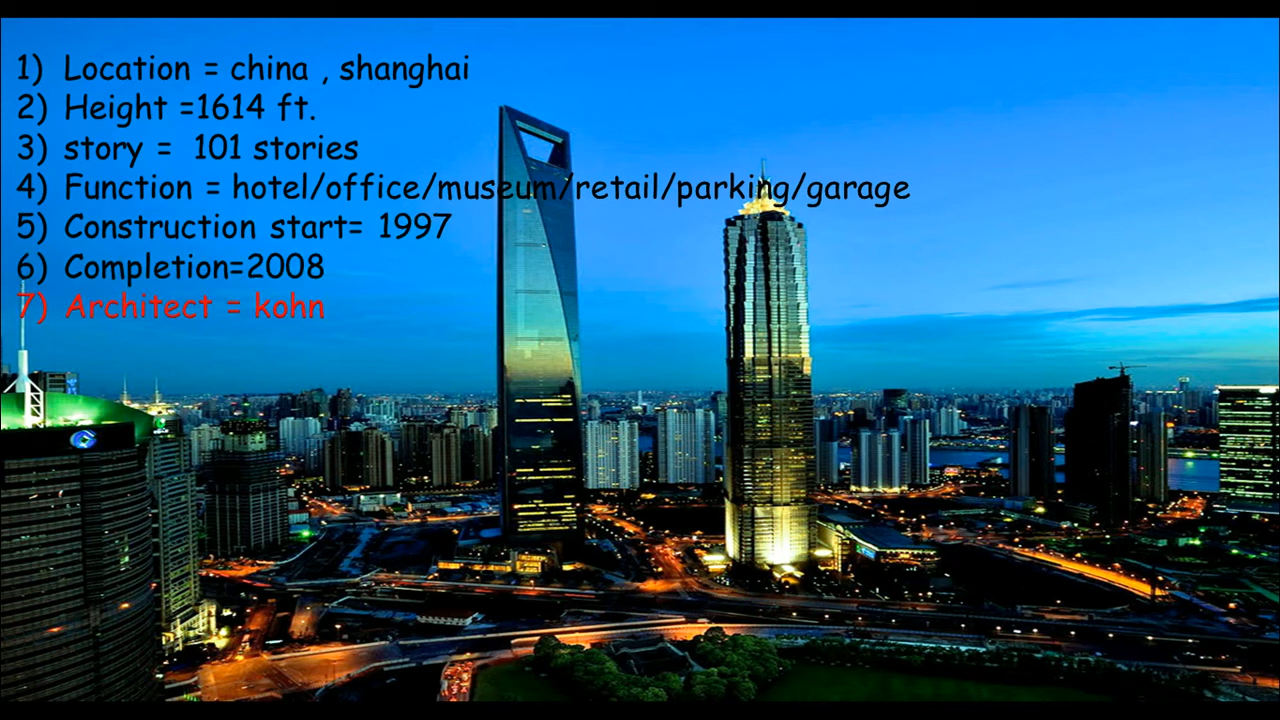 1) Location = china , shanghai
2) Height =1614 ft.
3) story = 101 stories
4) Function = hotel/office/museum/retail/parking/garage
5) Construction start= 1997
6) Completion=2008
7) Architect = kohn